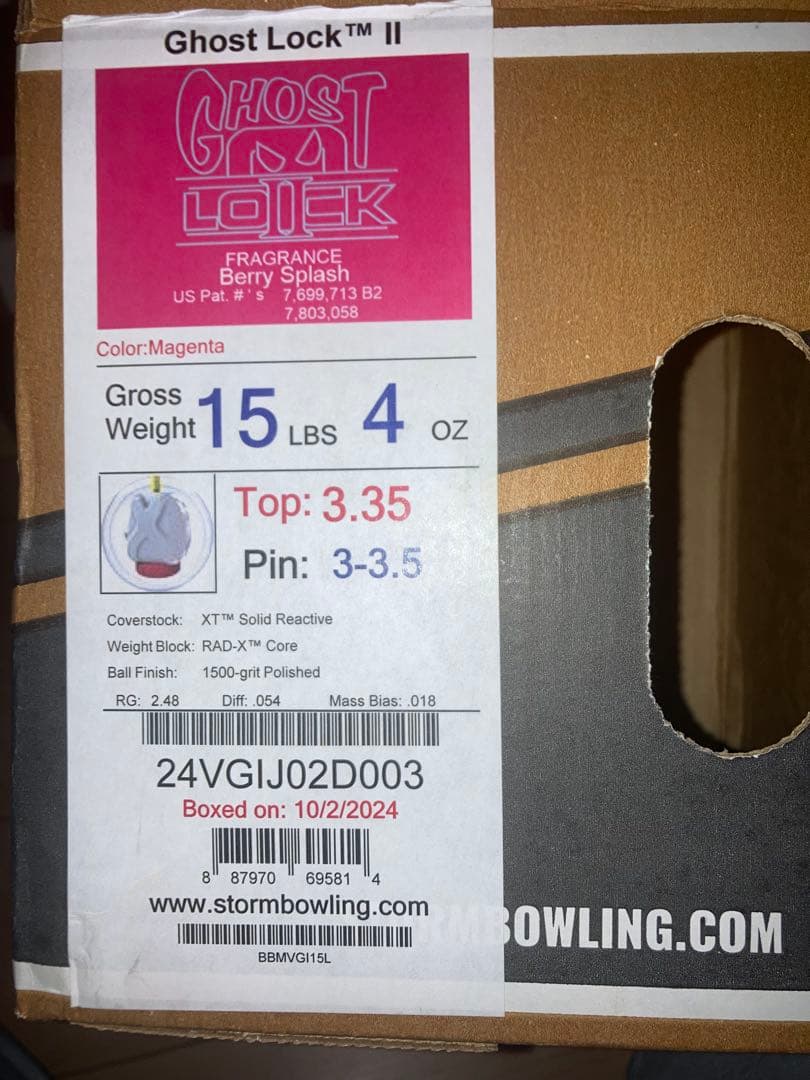 Ghost Lock™ II
GHOST
LOCK
II
FRAGRANCE
Berry Splash
US Pat. # ' s 7,699,713 B2
7,803,058
Color:Magenta
Gross
Weight 15 LBS 4 OZ
Top: 3.35
Pin: 3-3.5
Coverstock: XT™ Solid Reactive
Weight Block: RAD-X™ Core
Ball Finish: 1500-grit Polished
RG: 2.48 Diff: .054 Mass Bias: .018
24VGIJ02D003
Boxed on: 10/2/2024
8 87970 69581 4
www.stormbowling.com
BBMVGI15L
RMBOWLING.COM